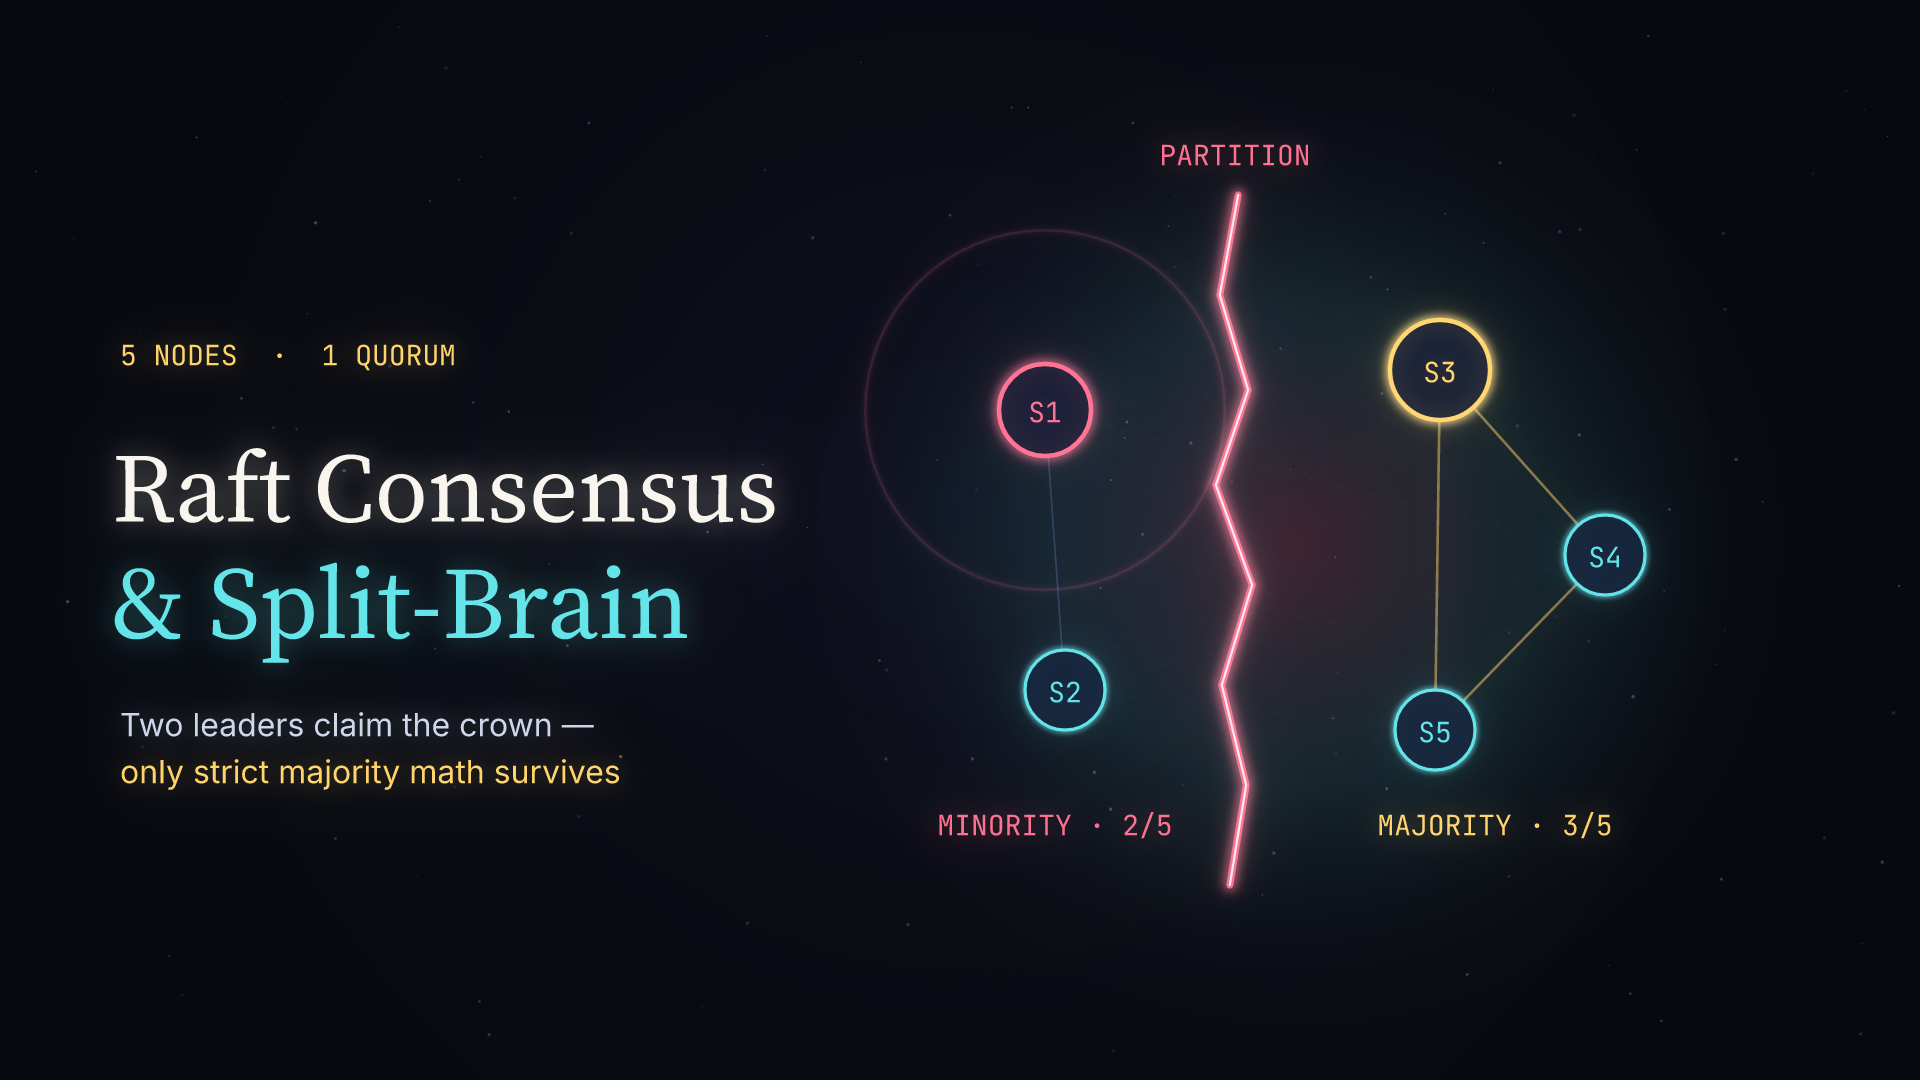 5 NODES · 1 QUORUM
Raft Consensus
& Split-Brain
Two leaders claim the crown —
only strict majority math survives
PARTITION
S1
S2
S3
S4
S5
MINORITY · 2/5
MAJORITY · 3/5